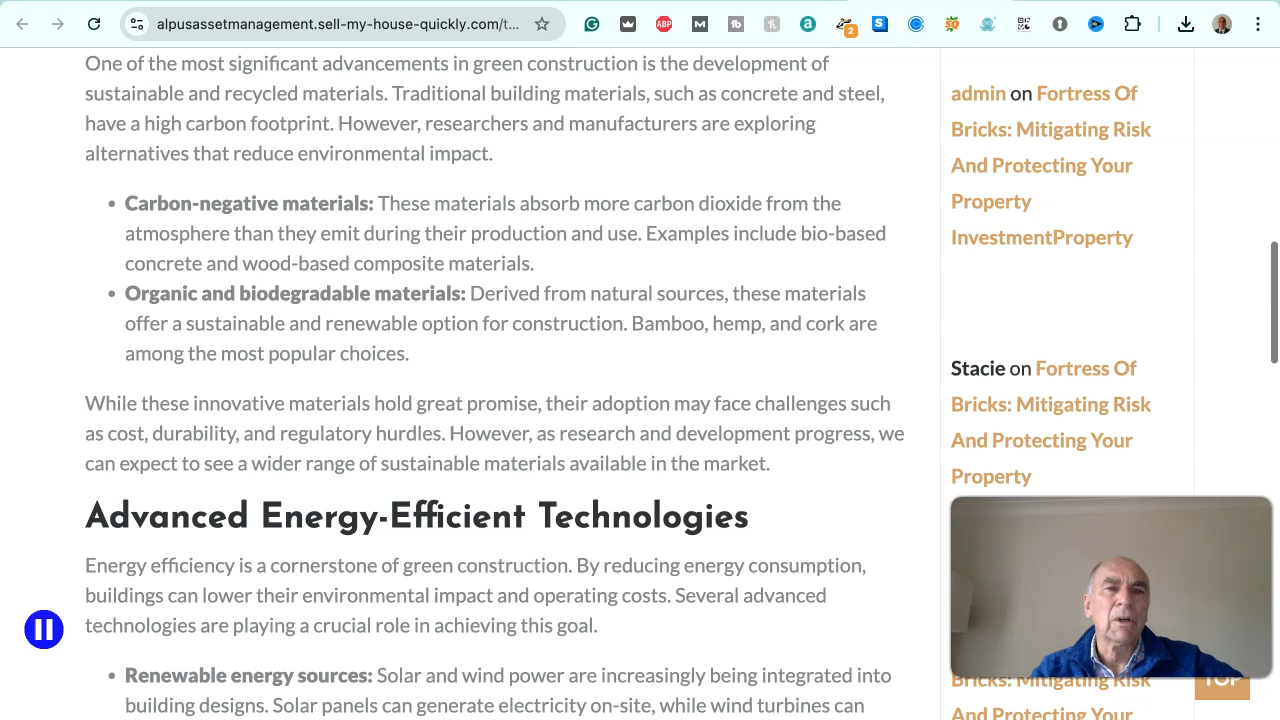 alpusassetmanagement.sell-my-house-quickly.com/t...
ABP
2
One of the most significant advancements in green construction is the development of
sustainable and recycled materials. Traditional building materials, such as concrete and steel,
have a high carbon footprint. However, researchers and manufacturers are exploring
alternatives that reduce environmental impact.
• Carbon-negative materials: These materials absorb more carbon dioxide from the
atmosphere than they emit during their production and use. Examples include bio-based
concrete and wood-based composite materials.
• Organic and biodegradable materials: Derived from natural sources, these materials
offer a sustainable and renewable option for construction. Bamboo, hemp, and cork are
among the most popular choices.
While these innovative materials hold great promise, their adoption may face challenges such
as cost, durability, and regulatory hurdles. However, as research and development progress, we
can expect to see a wider range of sustainable materials available in the market.
Advanced Energy-Efficient Technologies
Energy efficiency is a cornerstone of green construction. By reducing energy consumption,
buildings can lower their environmental impact and operating costs. Several advanced
technologies are playing a crucial role in achieving this goal.
• Renewable energy sources: Solar and wind power are increasingly being integrated into
building designs. Solar panels can generate electricity on-site, while wind turbines can
admin on Fortress Of
Bricks: Mitigating Risk
And Protecting Your
Property
InvestmentProperty
Stacie on Fortress Of
Bricks: Mitigating Risk
And Protecting Your
Property
Bricks: Mitigating Risk
And Protecting Your
TOP